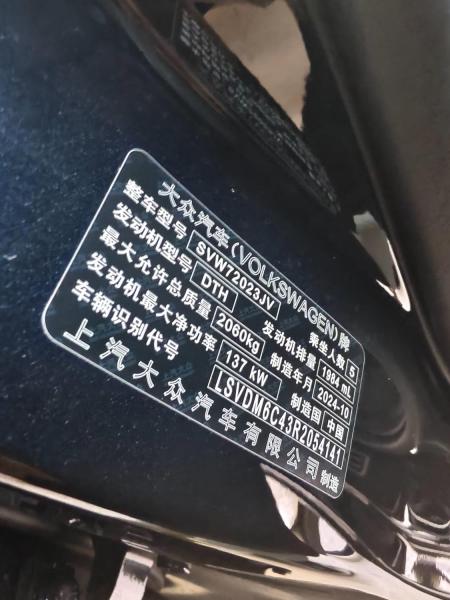 大众汽车(VOLKSWAGEN)牌
整车型号 SVW72023JV 乘坐人数 5
发动机型号 DTH 发动机排量 1984 ml
最大允许总质量 2060kg 制造年月 2024-10
发动机最大净功率 137 kW 制造国 中国
车辆识别代号 LSVDM6C43R2054141
上汽大众汽车有限公司 制造